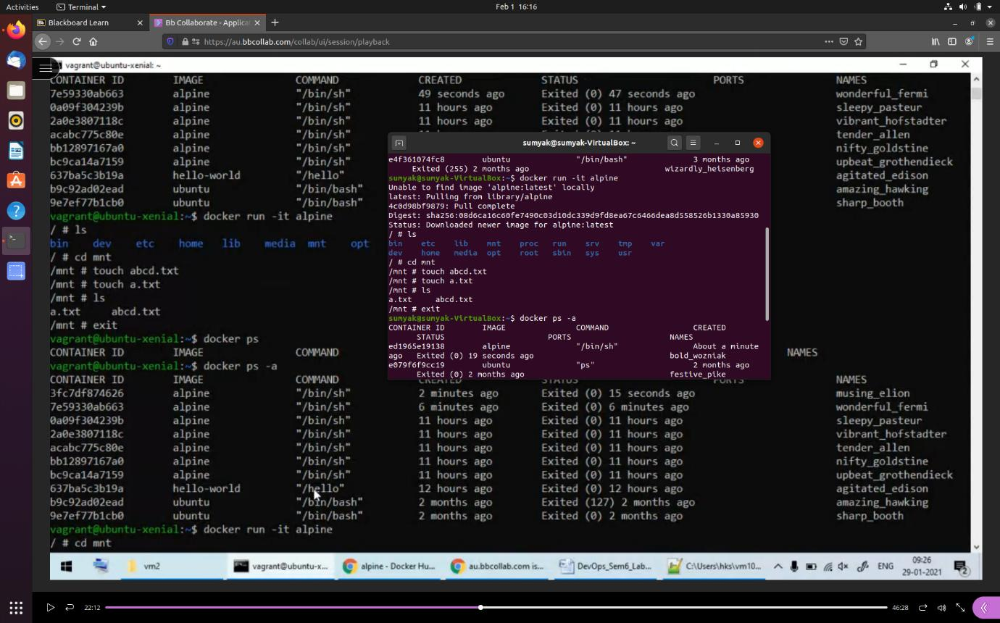 Activities Terminal Feb 1 16:16
Blackboard Learn Bb Collaborate - Applicat
https://au.bbcollab.com/collab/ui/session/playback
vagrant@ubuntu-xenial: ~
CONTAINER ID IMAGE COMMAND CREATED STATUS PORTS NAMES
7e59330ab663 alpine "/bin/sh" 49 seconds ago Exited (0) 47 seconds ago wonderful_fermi
0a09f304239b alpine "/bin/sh" 11 hours ago Exited (0) 11 hours ago sleepy_pasteur
2a0e3807118c alpine "/bin/sh" 11 hours ago Exited (0) 11 hours ago vibrant_hofstadter
acabc775c80e alpine "/bin/sh" tender_allen
bb12897167a0 alpine "/bin/sh" nifty_goldstine
bc9ca14a7159 alpine "/bin/sh" upbeat_grothendieck
637ba5c3b19a hello-world "/hello" agitated_edison
b9c92ad02ead ubuntu "/bin/bash" amazing_hawking
9e7ef77b1cb0 ubuntu "/bin/bash" sharp_booth
vagrant@ubuntu-xenial:~$ docker run -it alpine
/ # ls
bin dev etc home lib media mnt opt
/ # cd mnt
/mnt # touch abcd.txt
/mnt # touch a.txt
/mnt # ls
a.txt abcd.txt
/mnt # exit
vagrant@ubuntu-xenial:~$ docker ps
CONTAINER ID IMAGE COMMAND NAMES
vagrant@ubuntu-xenial:~$ docker ps -a
CONTAINER ID IMAGE COMMAND CREATED STATUS PORTS NAMES
3fc7df874626 alpine "/bin/sh" 2 minutes ago Exited (0) 15 seconds ago musing_elion
7e59330ab663 alpine "/bin/sh" 6 minutes ago Exited (0) 6 minutes ago wonderful_fermi
0a09f304239b alpine "/bin/sh" 11 hours ago Exited (0) 11 hours ago sleepy_pasteur
2a0e3807118c alpine "/bin/sh" 11 hours ago Exited (0) 11 hours ago vibrant_hofstadter
acabc775c80e alpine "/bin/sh" 11 hours ago Exited (0) 11 hours ago tender_allen
bb12897167a0 alpine "/bin/sh" 11 hours ago Exited (0) 11 hours ago nifty_goldstine
bc9ca14a7159 alpine "/bin/sh" 11 hours ago Exited (0) 11 hours ago upbeat_grothendieck
637ba5c3b19a hello-world "/hello" 12 hours ago Exited (0) 12 hours ago agitated_edison
b9c92ad02ead ubuntu "/bin/bash" 2 months ago Exited (127) 2 months ago amazing_hawking
9e7ef77b1cb0 ubuntu "/bin/bash" 2 months ago Exited (0) 2 months ago sharp_booth
vagrant@ubuntu-xenial:~$ docker run -it alpine
/ # cd mnt
sumyak@sumyak-VirtualBox: ~
e4f361074fc8 ubuntu "/bin/bash" 3 months ago
Exited (255) 2 months ago wizardly_heisenberg
sumyak@sumyak-VirtualBox:~$ docker run -it alpine
Unable to find image 'alpine:latest' locally
latest: Pulling from library/alpine
4c0d98bf9879: Pull complete
Digest: sha256:08d6ca16c60fe7490c03d10dc339d9fd8ea67c6466dea8d558526b1330a85930
Status: Downloaded newer image for alpine:latest
/ # ls
bin etc lib mnt proc run srv tmp var
dev home media opt root sbin sys usr
/ # cd mnt
/mnt # touch abcd.txt
/mnt # touch a.txt
/mnt # ls
a.txt abcd.txt
/mnt # exit
sumyak@sumyak-VirtualBox:~$ docker ps -a
CONTAINER ID IMAGE COMMAND CREATED
STATUS PORTS NAMES
ed1965e19138 alpine "/bin/sh" About a minute
ago Exited (0) 19 seconds ago bold_wozniak
e079f6f9cc19 ubuntu "ps" 2 months ago
Exited (0) 2 months ago festive_pike
vm2 vagrant@ubuntu-x... alpine - Docker Hu... au.bbcollab.com is... DevOps_Sem6_Lab... C:\Users\hks\vm10... ENG 09:26
29-01-2021
2
22:12 46:28